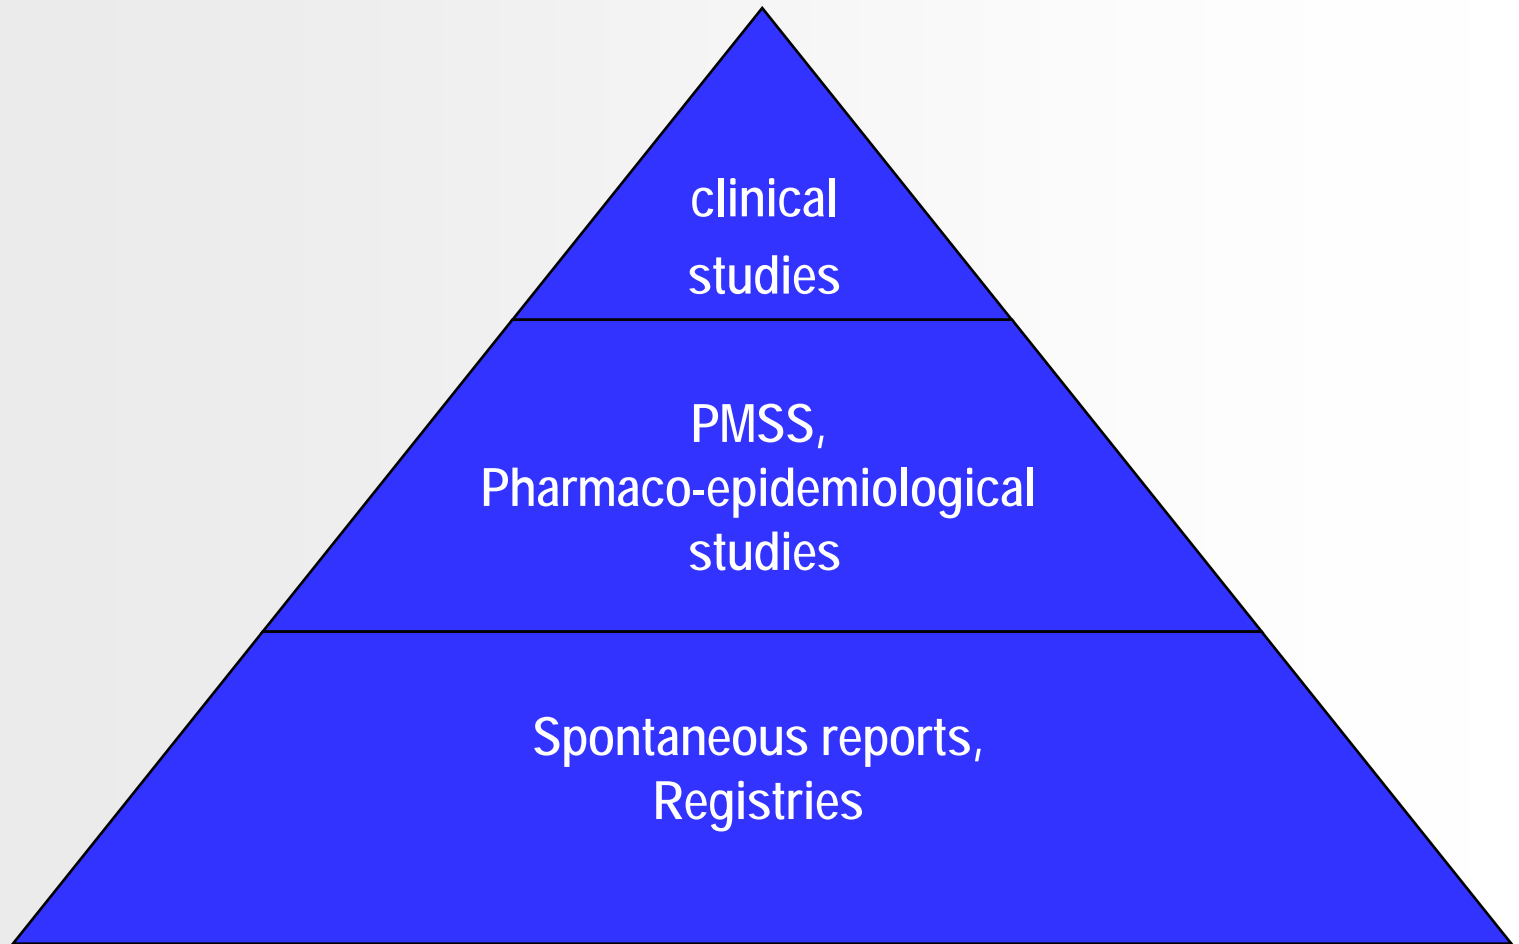 clinical
studies
PMSS,
Pharmaco-epidemiological
studies
Spontaneous reports,
Registries